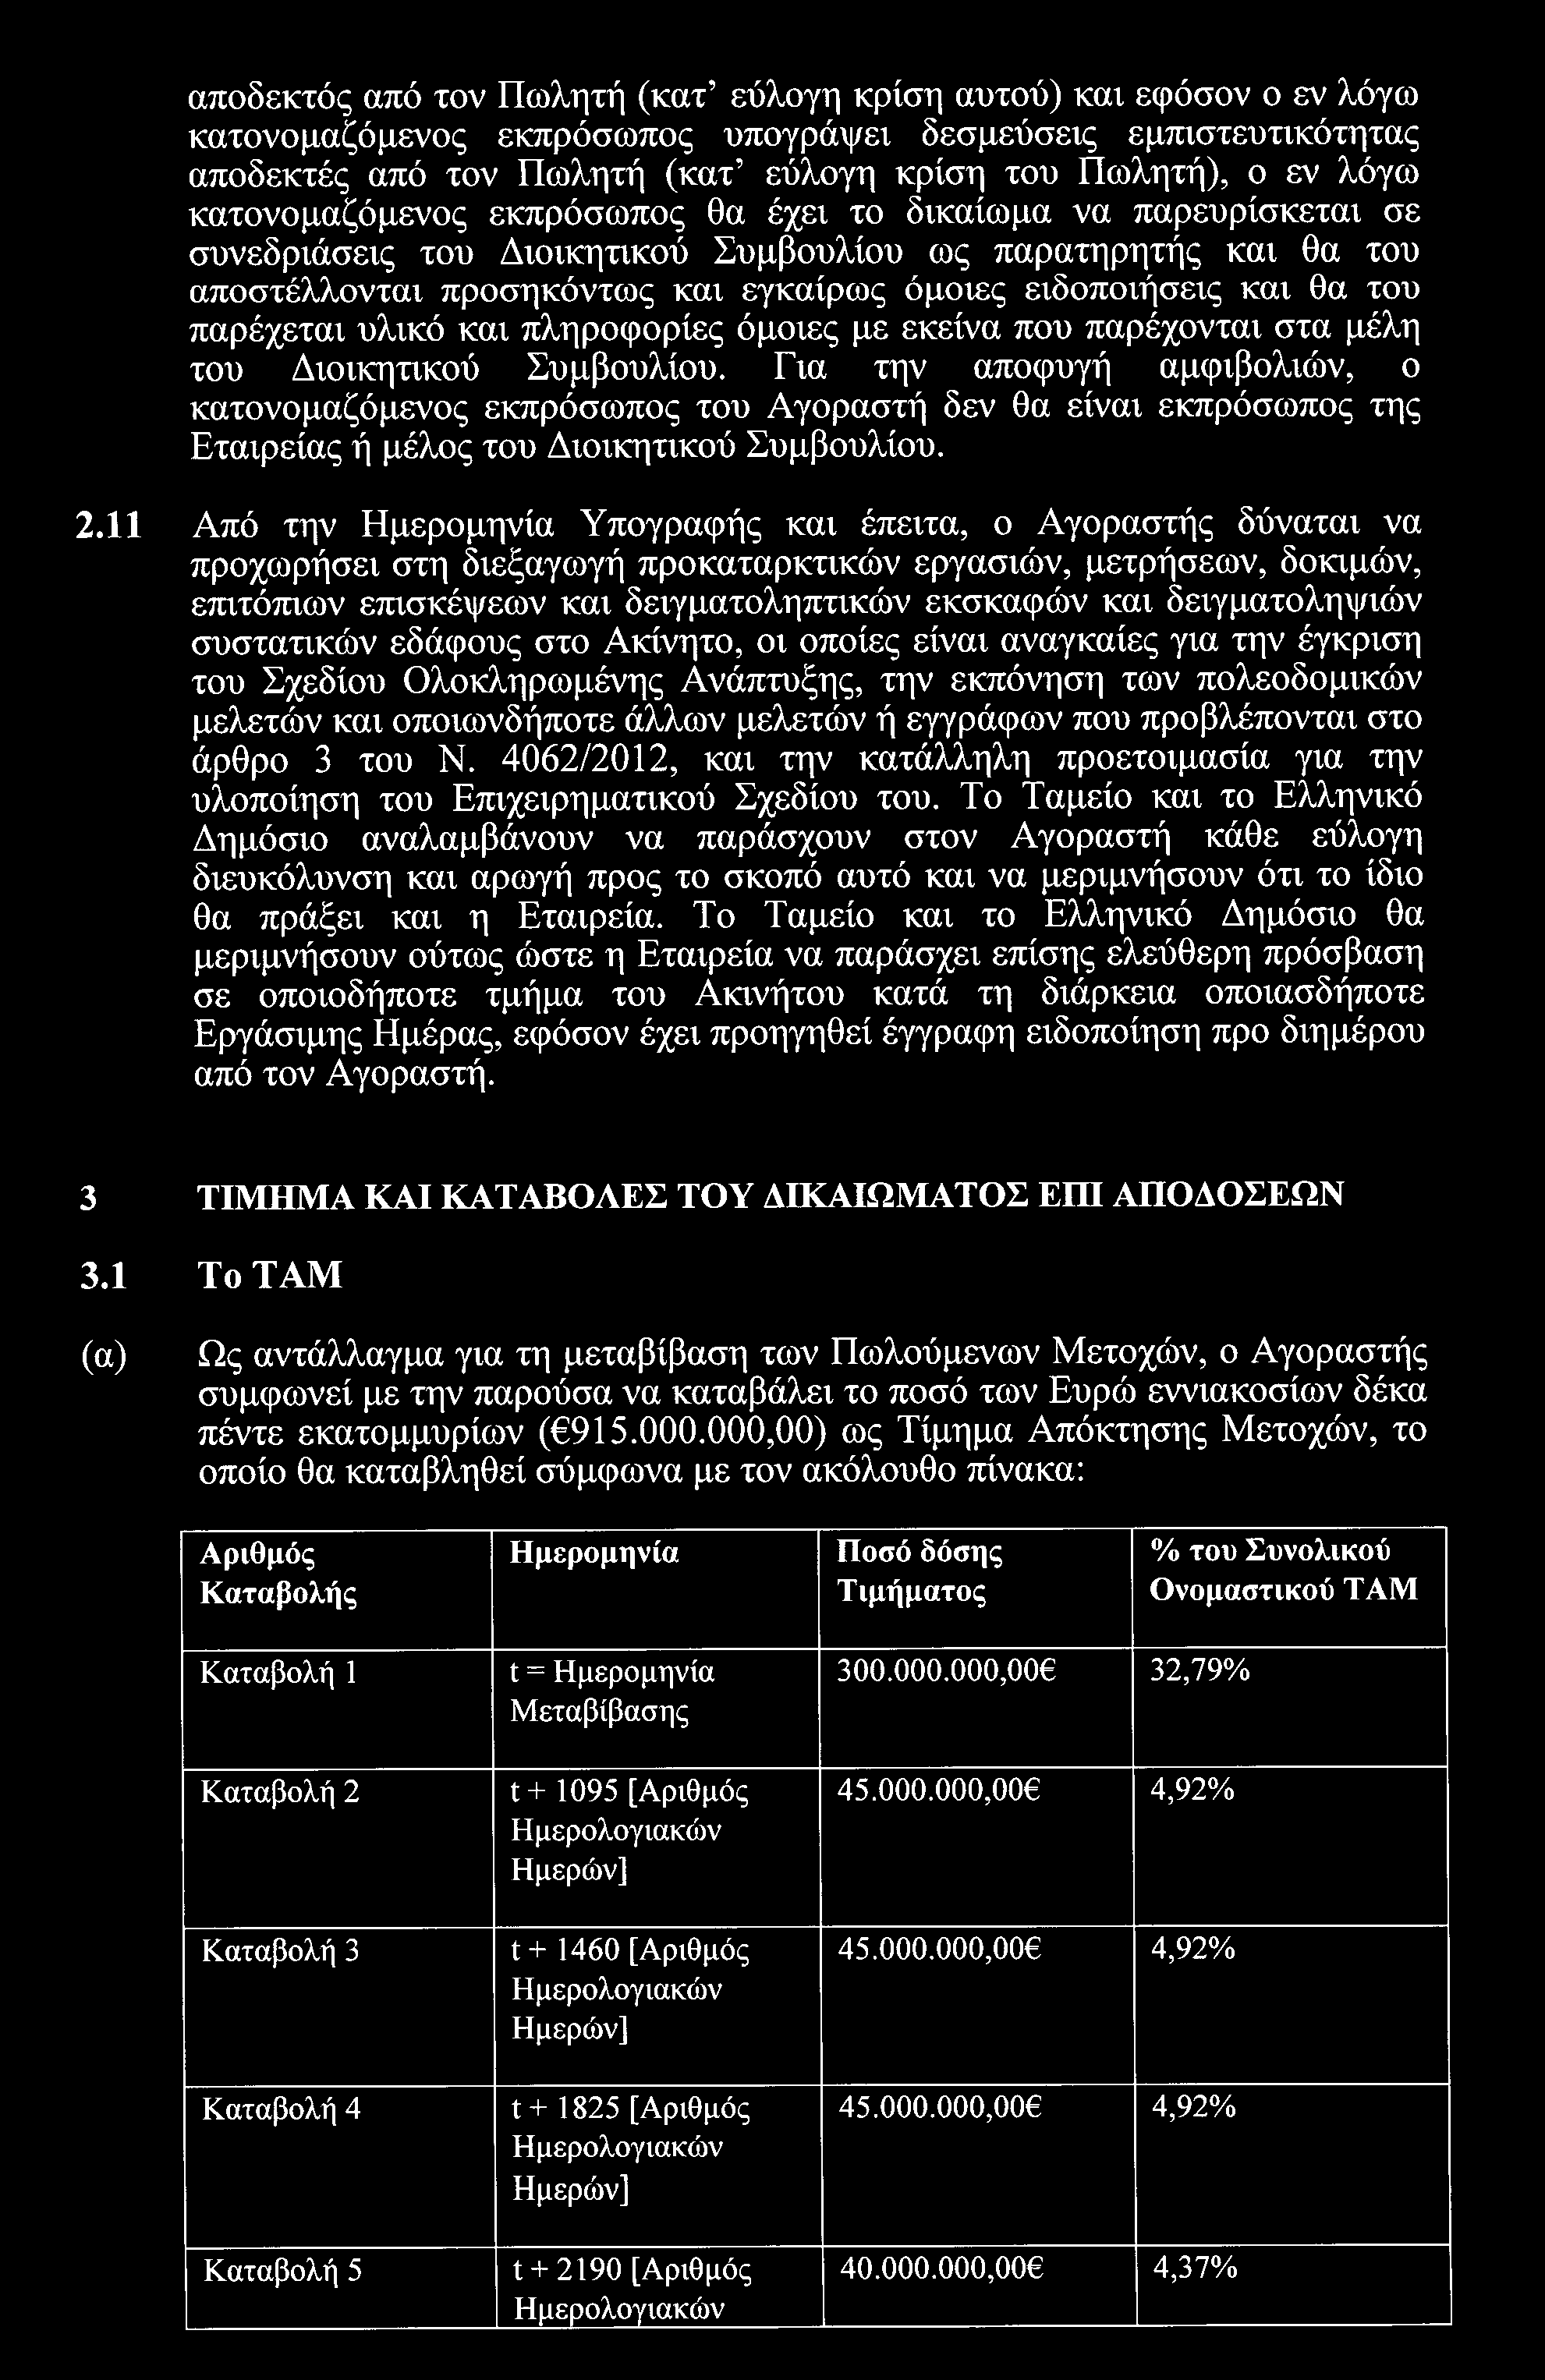 αποδεκτός από τον Πωλητή (κατ’ εύλογη κρίση αυτού) και εφόσον ο εν λόγω
κατονομαζόμενος εκπρόσωπος υπογράψει δεσμεύσεις εμπιστευτικότητας
αποδεκτές από τον Πωλητή (κατ’ εύλογη κρίση του Πωλητή), ο εν λόγω
κατονομαζόμενος εκπρόσωπος θα έχει το δικαίωμα να παρευρίσκεται σε
συνεδριάσεις του Διοικητικού Συμβουλίου ως παρατηρητής και θα του
αποστέλλονται προσηκόντως και εγκαίρως όμοιες ειδοποιήσεις και θα του
παρέχεται υλικό και πληροφορίες όμοιες με εκείνα που παρέχονται στα μέλη
του Διοικητικού Συμβουλίου. Για την αποφυγή αμφιβολιών, ο
κατονομαζόμενος εκπρόσωπος του Αγοραστή δεν θα είναι εκπρόσωπος της
Εταιρείας ή μέλος του Διοικητικού Συμβουλίου.
2.11 Από την Ημερομηνία Υπογραφής και έπειτα, ο Αγοραστής δύναται να
προχωρήσει στη διεξαγωγή προκαταρκτικών εργασιών, μετρήσεων, δοκιμών,
επιτόπιων επισκέψεων και δειγματοληπτικών εκσκαφών και δειγματοληψιών
συστατικών εδάφους στο Ακίνητο, οι οποίες είναι αναγκαίες για την έγκριση
του Σχεδίου Ολοκληρωμένης Ανάπτυξης, την εκπόνηση των πολεοδομικών
μελετών και οποιωνδήποτε άλλων μελετών ή εγγράφων που προβλέπονται στο
άρθρο 3 του Ν. 4062/2012, και την κατάλληλη προετοιμασία για την
υλοποίηση του Επιχειρηματικού Σχεδίου του. Το Ταμείο και το Ελληνικό
Δημόσιο αναλαμβάνουν να παράσχουν στον Αγοραστή κάθε εύλογη
διευκόλυνση και αρωγή προς το σκοπό αυτό και να μεριμνήσουν ότι το ίδιο
θα πράξει και η Εταιρεία. Το Ταμείο και το Ελληνικό Δημόσιο θα
μεριμνήσουν ούτως ώστε η Εταιρεία να παράσχει επίσης ελεύθερη πρόσβαση
σε οποιοδήποτε τμήμα του Ακινήτου κατά τη διάρκεια οποιασδήποτε
Εργάσιμης Ημέρας, εφόσον έχει προηγηθεί έγγραφη ειδοποίηση προ διημέρου
από τον Αγοραστή.
3 ΤΙΜΗΜΑ ΚΑΙ ΚΑΤΑΒΟΛΕΣ ΤΟΥ ΔΙΚΑΙΩΜΑΤΟΣ ΕΠΙ ΑΠΟΔΟΣΕΩΝ
3.1 Το ΤΑΜ
(α) Ως αντάλλαγμα για τη μεταβίβαση των Πωλούμενων Μετοχών, ο Αγοραστής
συμφωνεί με την παρούσα να καταβάλει το ποσό των Ευρώ εννιακοσίων δέκα
πέντε εκατομμυρίων (€915.000.000,00) ως Τίμημα Απόκτησης Μετοχών, το
οποίο θα καταβληθεί σύμφωνα με τον ακόλουθο πίνακα:
Αριθμός Ημερομηνία Ποσό δόσης % του Συνολικού
Καταβολής Τιμήματος Ονομαστικού ΤΑΜ
Καταβολή 1 t = Ημερομηνία 300.000.000,00€ 32,79%
Μεταβίβασης
Καταβολή 2 t + 1095 [Αριθμός 45.000.000,00€ 4,92%
Ημερολογιακών
Ημερών]
Καταβολή 3 t + 1460 [Αριθμός 45.000.000,00€ 4,92%
Ημερολογιακών
Ημερών]
Καταβολή 4 t + 1825 [Αριθμός 45.000.000,00€ 4,92%
Ημερολογιακών
Ημερών]
Καταβολή 5 t + 2190 [Αριθμός 40.000.000,00€ 4,37%
Ημερολογιακών